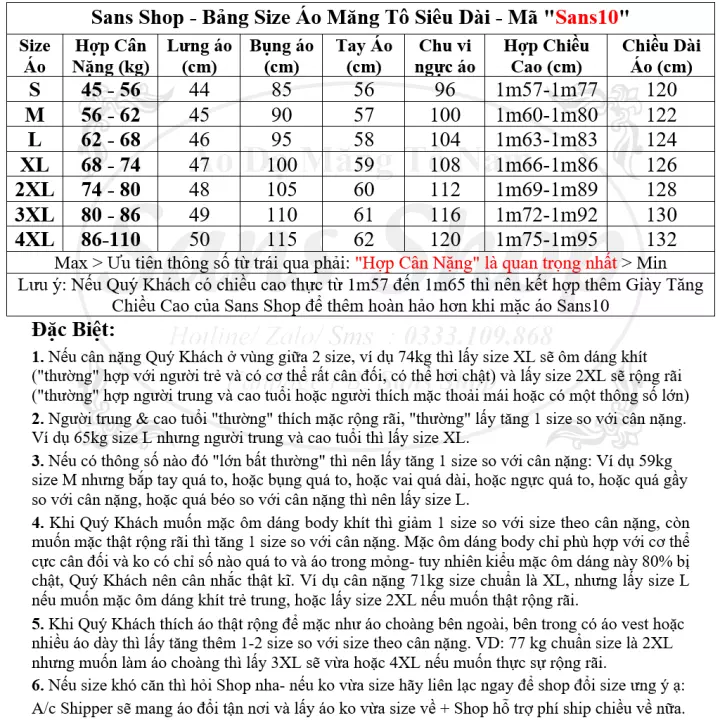 Sans Shop - Bảng Size Áo Măng Tô Siêu Dài - Mã "Sans10"
Size Áo | Hợp Cân Nặng (kg) | Lưng áo (cm) | Bụng áo (cm) | Tay Áo (cm) | Chu vi ngực áo | Hợp Chiều Cao (cm) | Chiều Dài Áo (cm)
S | 45 - 56 | 44 | 85 | 56 | 96 | 1m57-1m77 | 120
M | 56 - 62 | 45 | 90 | 57 | 100 | 1m60-1m80 | 122
L | 62 - 68 | 46 | 95 | 58 | 104 | 1m63-1m83 | 124
XL | 68 - 74 | 47 | 100 | 59 | 108 | 1m66-1m86 | 126
2XL | 74 - 80 | 48 | 105 | 60 | 112 | 1m69-1m89 | 128
3XL | 80 - 86 | 49 | 110 | 61 | 116 | 1m72-1m92 | 130
4XL | 86-110 | 50 | 115 | 62 | 120 | 1m75-1m95 | 132
Max > Ưu tiên thông số từ trái qua phải: "Hợp Cân Nặng" là quan trọng nhất > Min
Lưu ý: Nếu Quý Khách có chiều cao thực từ 1m57 đến 1m65 thì nên kết hợp thêm Giày Tăng
Chiều Cao của Sans Shop để thêm hoàn hảo hơn khi mặc áo Sans10
Đặc Biệt:
Hotline/ Zalo/ Sms : 0333.109.868
1. Nếu cân nặng Quý Khách ở vùng giữa 2 size, ví dụ 74kg thì lấy size XL sẽ ôm dáng khít
("thường" hợp với người trẻ và có cơ thể rất cân đối, có thể hơi chật) và lấy size 2XL sẽ rộng rãi
("thường" hợp người trung và cao tuổi hoặc người thích mặc thoải mái hoặc có một thông số lớn)
2. Người trung & cao tuổi "thường" thích mặc rộng rãi, "thường" lấy tăng 1 size so với cân nặng.
Ví dụ 65kg size L nhưng người trung và cao tuổi thì lấy size XL.
3. Nếu có thông số nào đó "lớn bất thường" thì nên lấy tăng 1 size so với cân nặng: Ví dụ 59kg
size M nhưng bắp tay quá to, hoặc bụng quá to, hoặc vai quá dài, hoặc ngực quá to, hoặc quá gầy
so với cân nặng, hoặc quá béo so với cân nặng thì nên lấy size L.
4. Khi Quý Khách muốn mặc ôm dáng body khít thì giảm 1 size so với size theo cân nặng, còn
muốn mặc thật rộng rãi thì tăng 1 size so với cân nặng. Mặc ôm dáng body chỉ phù hợp với cơ thể
cực cân đối và ko có chỉ số nào quá to và áo trong mỏng- tuy nhiên kiểu mặc ôm dáng này 80% bị
chật, Quý Khách nên cân nhắc thật kĩ. Ví dụ cân nặng 71kg size chuẩn là XL, nhưng lấy size L
nếu muốn mặc ôm dáng khít trẻ trung, hoặc lấy size 2XL nếu muốn thật rộng rãi.
5. Khi Quý Khách thích áo thật rộng để mặc như áo choàng bên ngoài, bên trong có áo vest hoặc
nhiều áo dày thì lấy tăng thêm 1-2 size so với size theo cân nặng. VD: 77 kg chuẩn size là 2XL
nhưng muốn làm áo choàng thì lấy 3XL sẽ vừa hoặc 4XL nếu muốn thực sự rộng rãi.
6. Nếu size khó căn thì hỏi Shop nha- nếu ko vừa size hãy liên lạc ngay để shop đổi size ưng ý ạ:
A/c Shipper sẽ mang áo đổi tận nơi và lấy áo ko vừa size về + Shop hỗ trợ phí ship chiều về nữa.